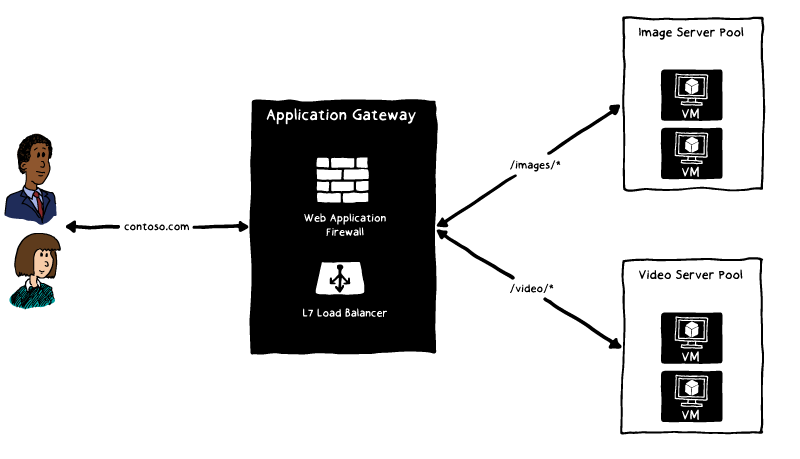 Application Gateway
Web Application
Firewall
L7 Load Balancer
contoso.com
/images/*
/video/*
Image Server Pool
VM
VM
Video Server Pool
VM
VM